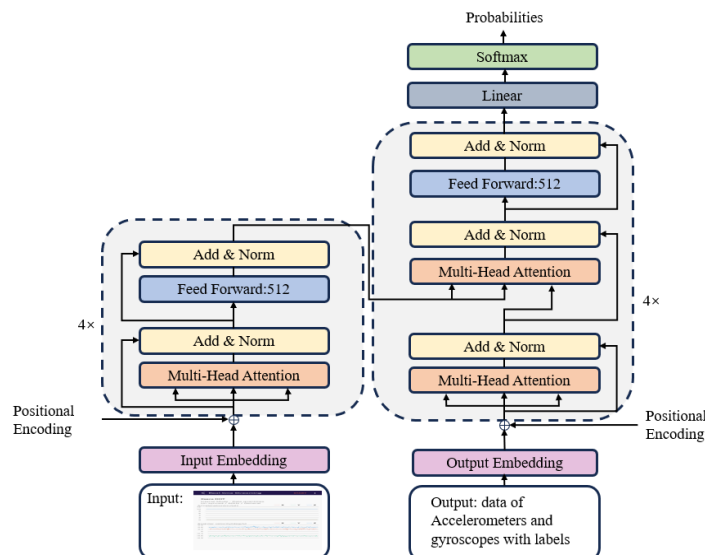 Probabilities
Softmax
Linear
Add & Norm
Feed Forward:512
Add & Norm
Multi-Head Attention
Add & Norm
Multi-Head Attention
4×
Positional
Encoding
Output Embedding
Output: data of
Accelerometers and
gyroscopes with labels
Add & Norm
Feed Forward:512
4×
Add & Norm
Multi-Head Attention
Positional
Encoding
Input Embedding
Input: